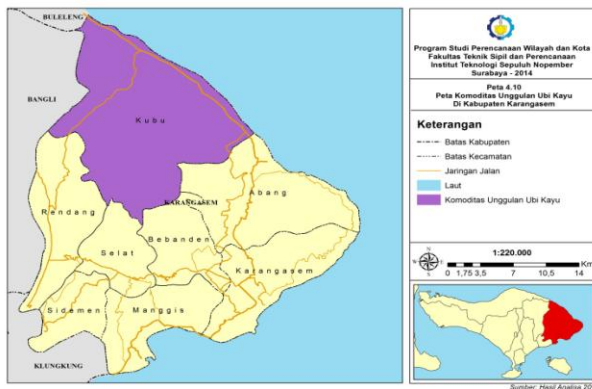 BULELENG
BANGLI
Kubu
Abang
KARANGASEM
Rendang
Bebanden
Selat
Karangasem
Sidemen
Manggis
KLUNGKUNG
Program Studi Perencanaan Wilayah dan Kota
Fakultas Teknik Sipil dan Perencanaan
Institut Teknologi Sepuluh Nopember
Surabaya - 2014
Peta 4.10
Peta Komoditas Unggulan Ubi Kayu
Di Kabupaten Karangasem
Keterangan
Batas Kabupaten
Batas Kecamatan
Jaringan Jalan
Laut
Komoditas Unggulan Ubi Kayu
1:220.000
0 1,75 3,5 7 10,5 14 Km
Sumber: Hasil Analisa 20